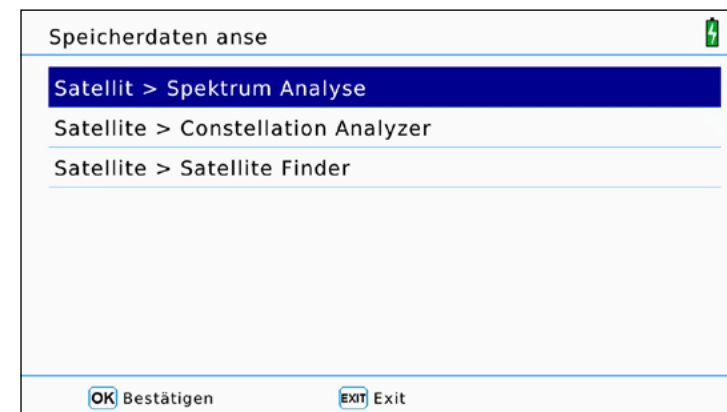 Speicherdaten anse
Satellit > Spektrum Analyse
Satellite > Constellation Analyzer
Satellite > Satellite Finder
OK Bestätigen EXIT Exit